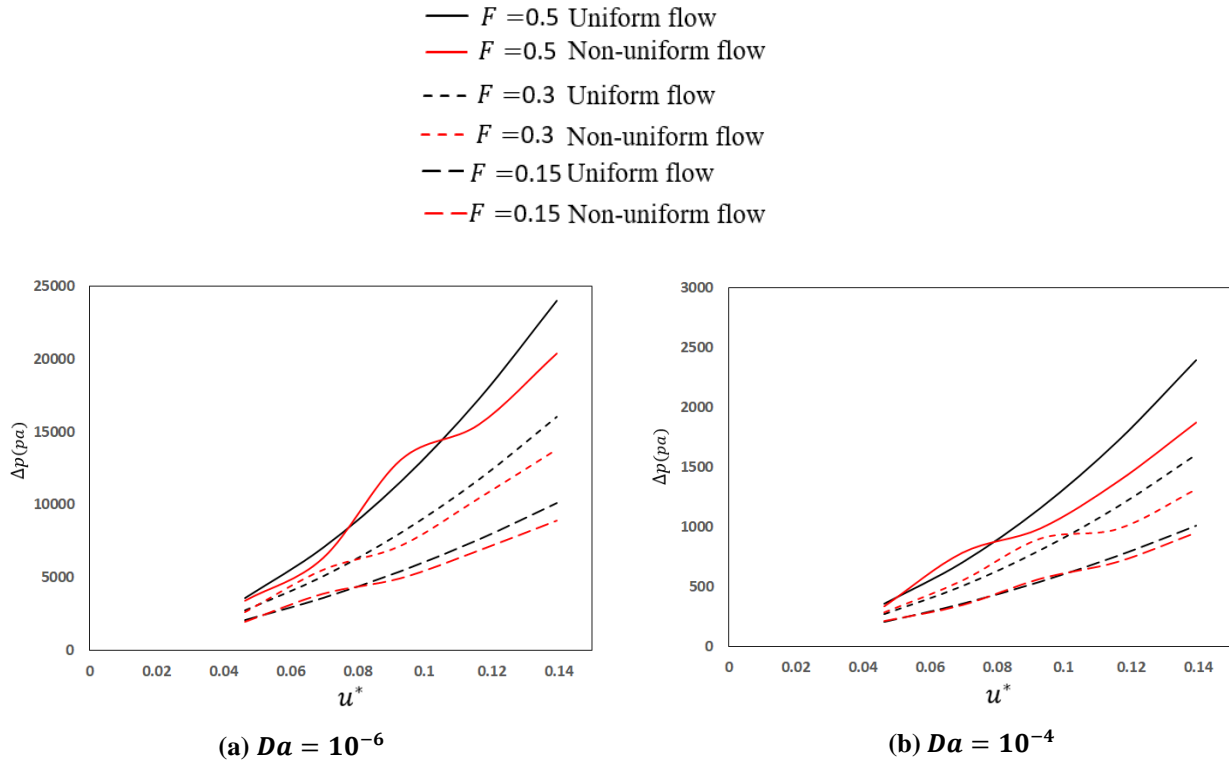 F =0.5 Uniform flow
F =0.5 Non-uniform flow
F =0.3 Uniform flow
F =0.3 Non-uniform flow
F =0.15 Uniform flow
F =0.15 Non-uniform flow
25000
20000
15000
10000
5000
0
Δp(pa)
0 0.02 0.04 0.06 0.08 0.1 0.12 0.14
u*
(a) Da = 10⁻⁶
3000
2500
2000
1500
1000
500
0
Δp(pa)
0 0.02 0.04 0.06 0.08 0.1 0.12 0.14
u*
(b) Da = 10⁻⁴